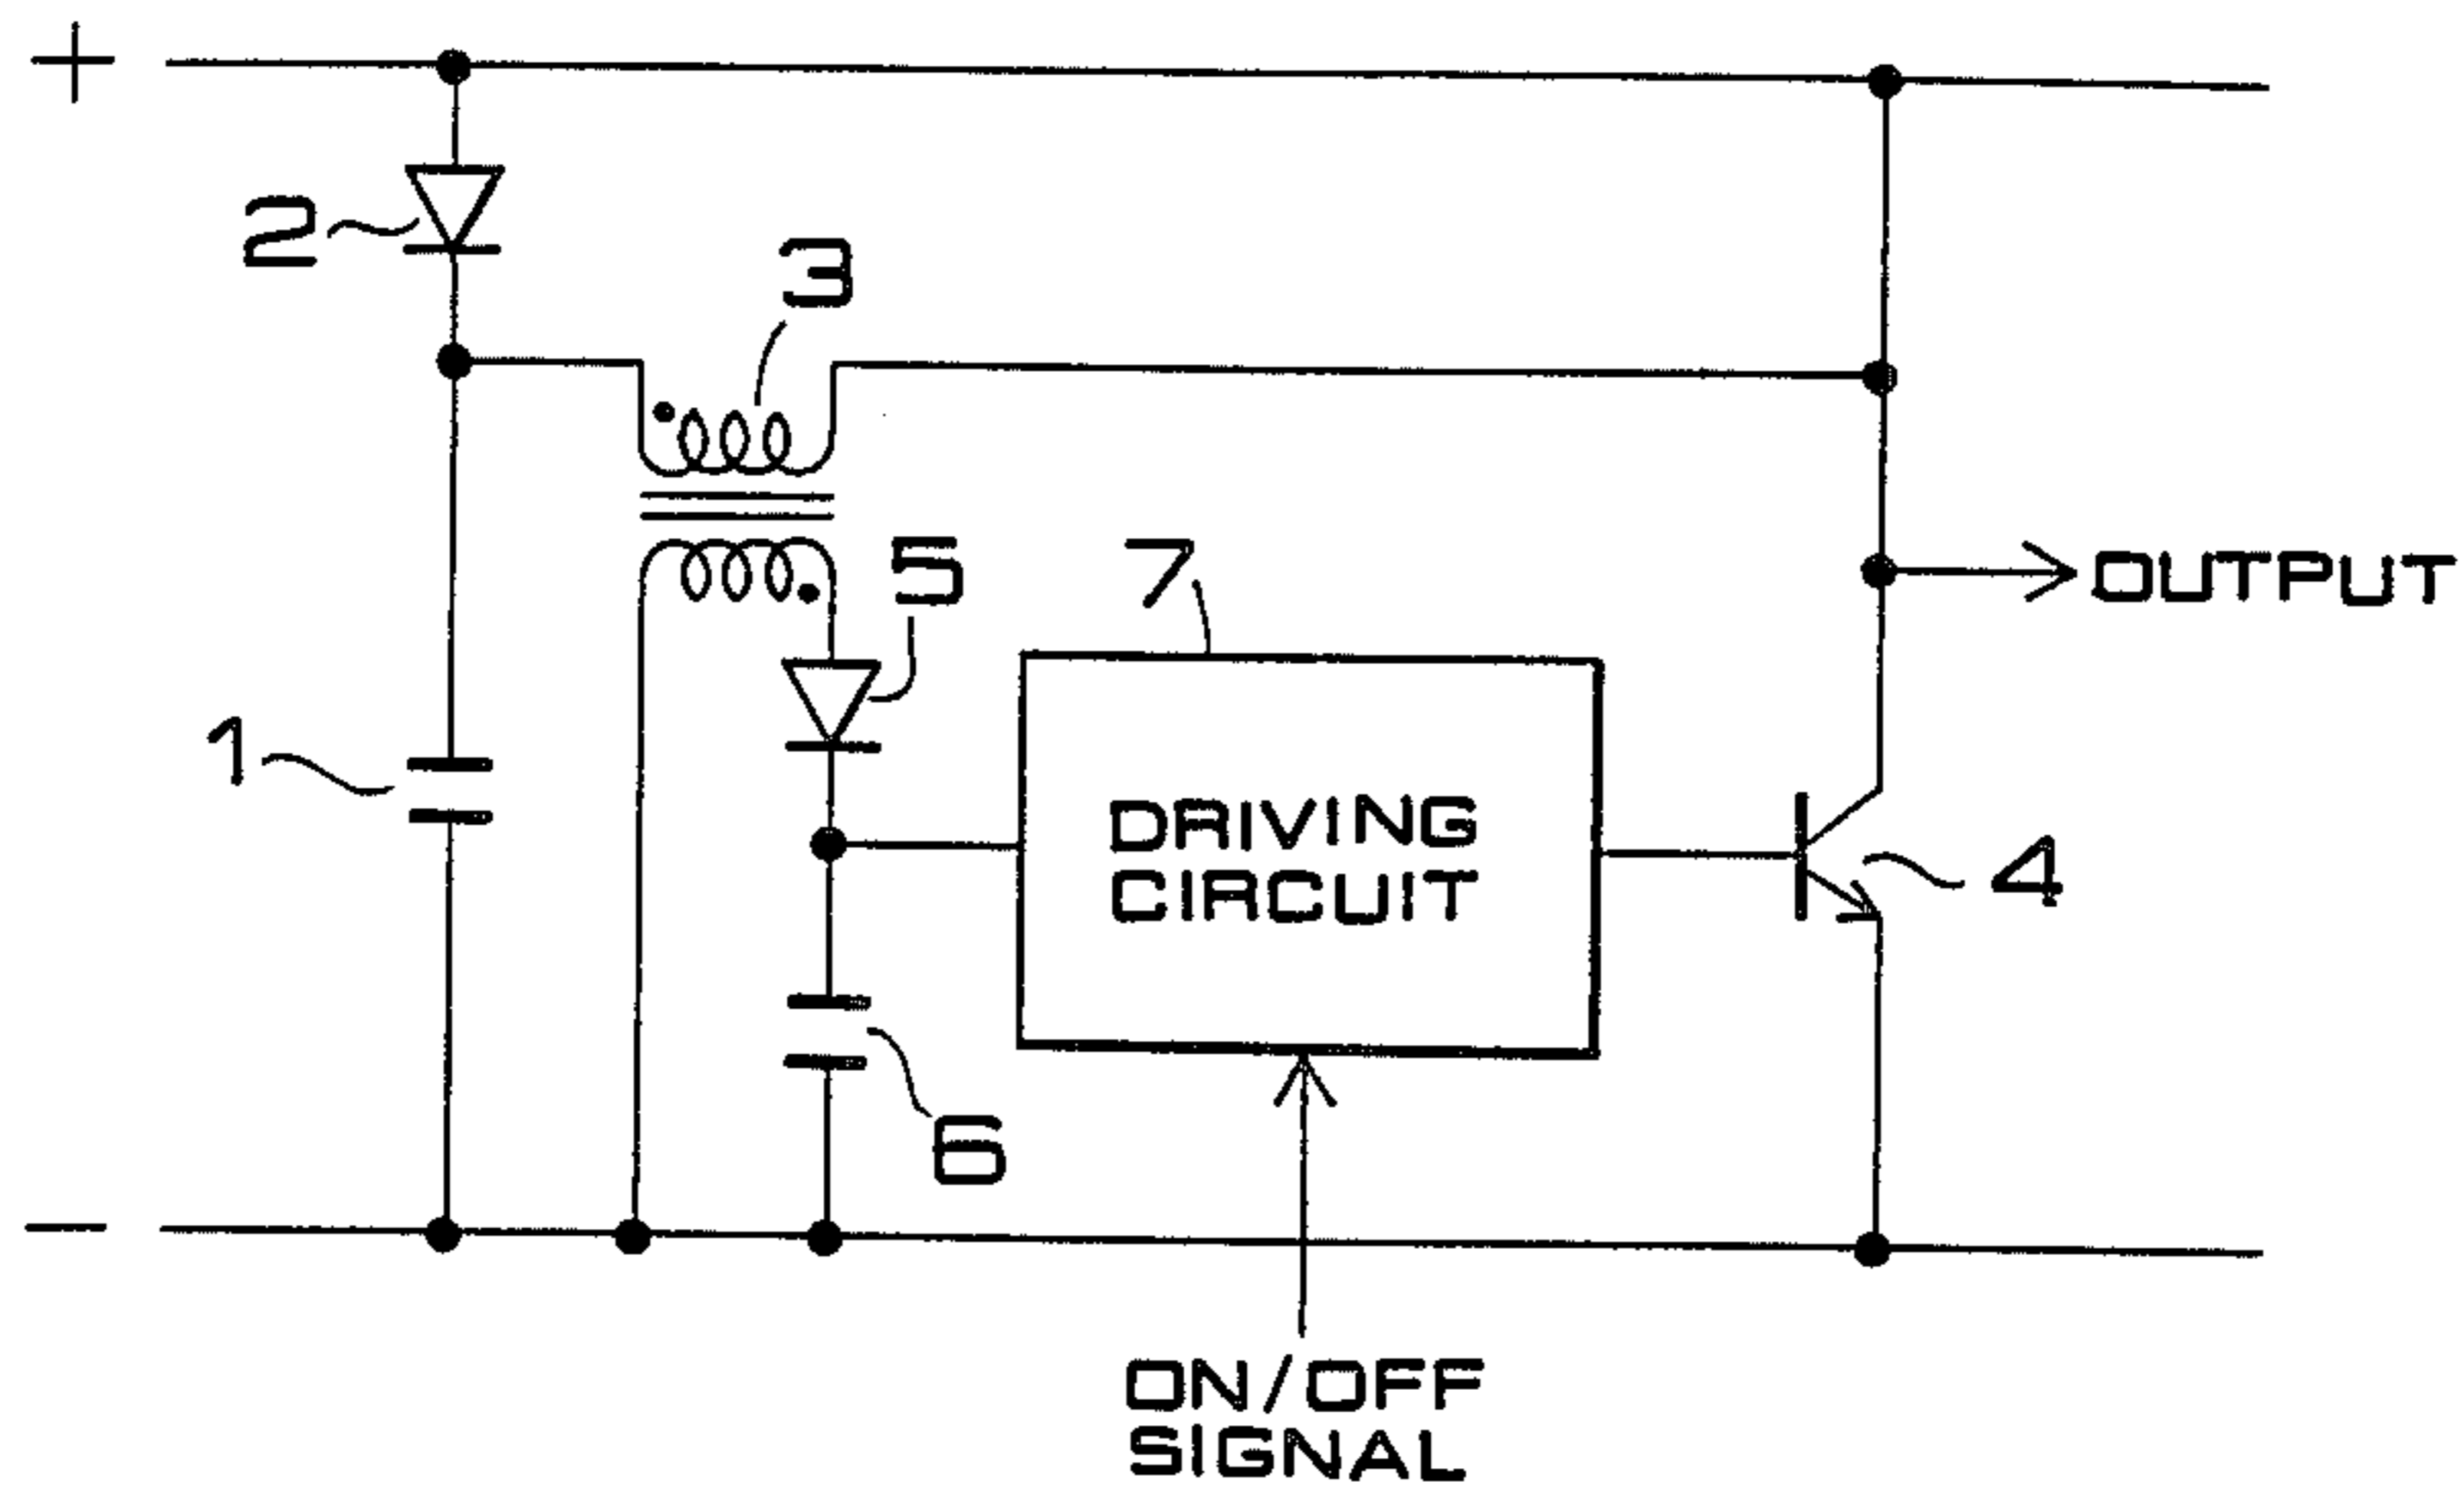 +
2
3
5
7
OUTPUT
1
DRIVING
CIRCUIT
4
6
−
ON/OFF
SIGNAL